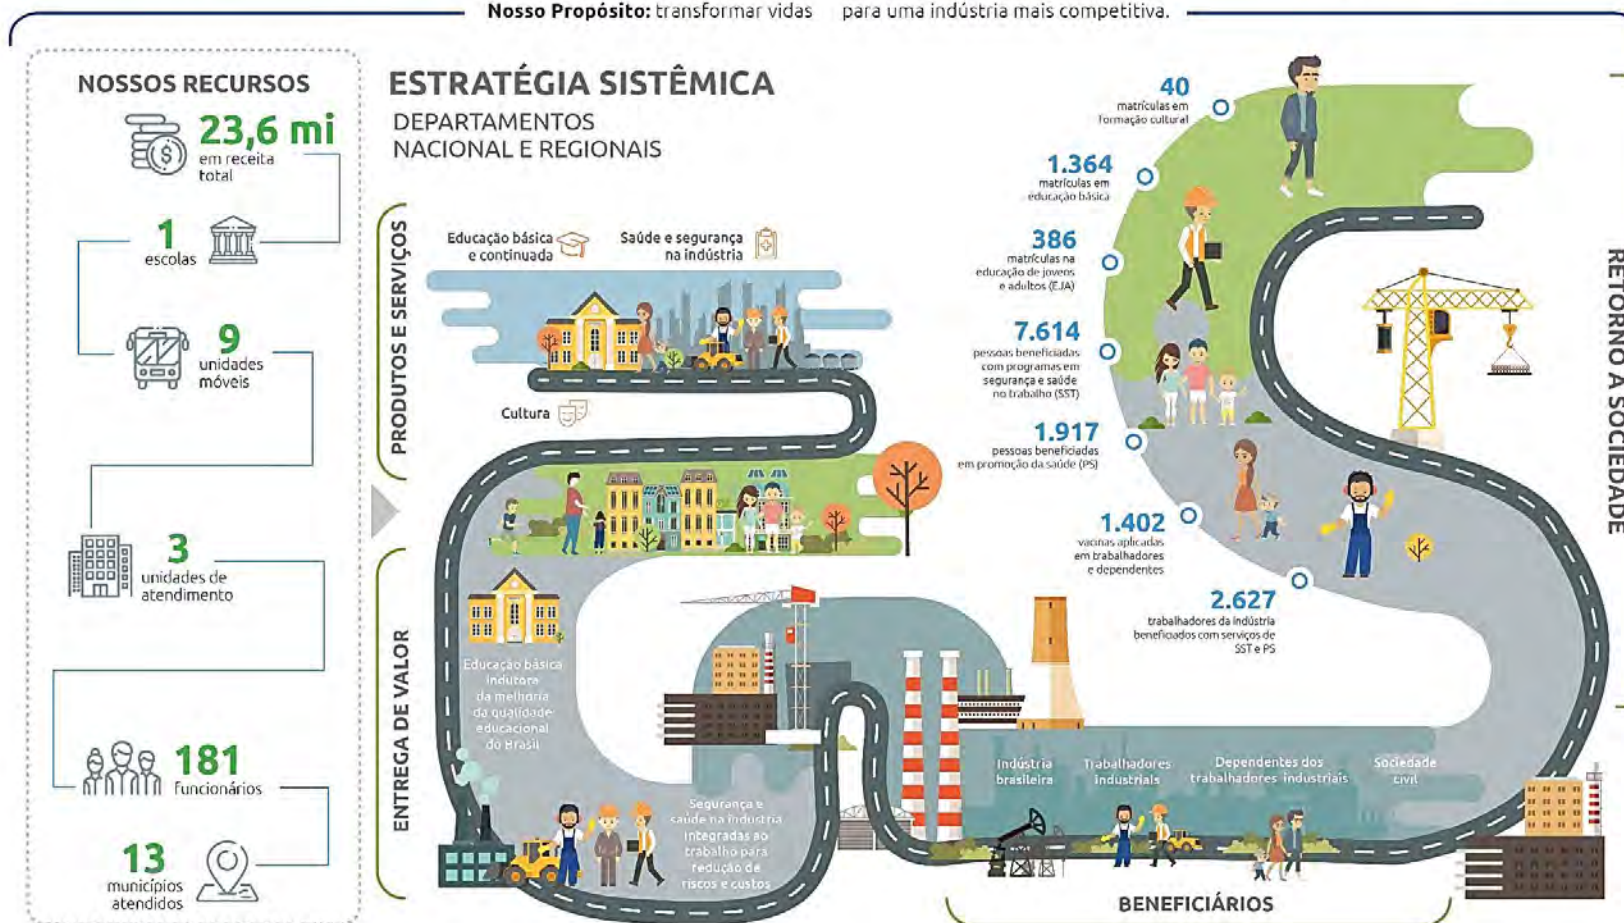 Nosso Propósito: transformar vidas para uma indústria mais competitiva.
NOSSOS RECURSOS
23,6 mi
em receita
total
1
escolas
9
unidades
móveis
3
unidades de
atendimento
181
funcionários
13
municípios
atendidos
ESTRATÉGIA SISTÊMICA
DEPARTAMENTOS
NACIONAL E REGIONAIS
PRODUTOS E SERVIÇOS
Educação básica
e continuada
Saúde e segurança
na indústria
Cultura
ENTREGA DE VALOR
Educação básica
indutora
da melhoria
da qualidade
educacional
do Brasil
Segurança e
saúde na indústria
integradas ao
trabalho para
redução de
riscos e custos
40
matrículas em
formação cultural
1.364
matrículas em
educação básica
386
matrículas na
educação de jovens
e adultos (EJA)
7.614
pessoas beneficiadas
com programas em
segurança e saúde
no trabalho (SST)
1.917
pessoas beneficiadas
em promoção da saúde (PS)
1.402
vacinas aplicadas
em trabalhadores
e dependentes
2.627
trabalhadores da indústria
beneficiados com serviços de
SST e PS
Indústria
brasileira
Trabalhadores
industriais
Dependentes dos
trabalhadores industriais
Sociedade
civil
BENEFICIÁRIOS
RETORNO À SOCIEDADE